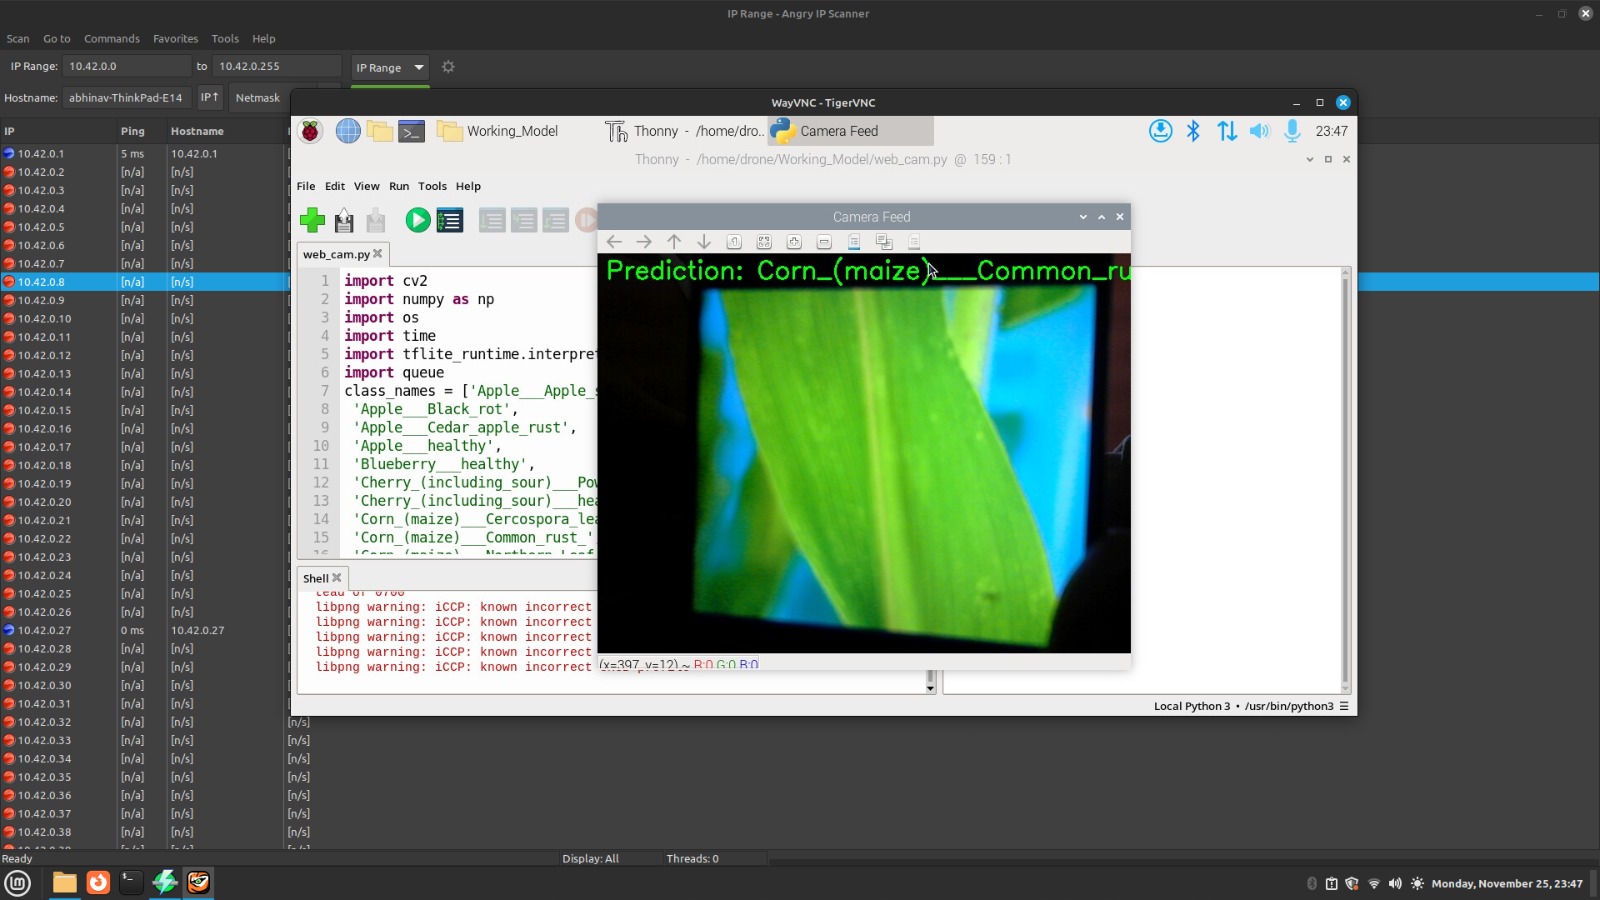 IP Range - Angry IP Scanner
Scan Go to Commands Favorites Tools Help
IP Range: 10.42.0.0 to 10.42.0.255 IP Range
Hostname: abhinav-ThinkPad-E14 IP↑ Netmask
IP Ping Hostname
10.42.0.1 5 ms 10.42.0.1
10.42.0.2 [n/a] [n/s]
10.42.0.3 [n/a] [n/s]
10.42.0.4 [n/a] [n/s]
10.42.0.5 [n/a] [n/s]
10.42.0.6 [n/a] [n/s]
10.42.0.7 [n/a] [n/s]
10.42.0.8 [n/a] [n/s]
10.42.0.9 [n/a] [n/s]
10.42.0.10 [n/a] [n/s]
10.42.0.11 [n/a] [n/s]
10.42.0.12 [n/a] [n/s]
10.42.0.13 [n/a] [n/s]
10.42.0.14 [n/a] [n/s]
10.42.0.15 [n/a] [n/s]
10.42.0.16 [n/a] [n/s]
10.42.0.17 [n/a] [n/s]
10.42.0.18 [n/a] [n/s]
10.42.0.19 [n/a] [n/s]
10.42.0.20 [n/a] [n/s]
10.42.0.21 [n/a] [n/s]
10.42.0.22 [n/a] [n/s]
10.42.0.23 [n/a] [n/s]
10.42.0.24 [n/a] [n/s]
10.42.0.25 [n/a] [n/s]
10.42.0.26 [n/a] [n/s]
10.42.0.27 0 ms 10.42.0.27
10.42.0.28 [n/a] [n/s]
10.42.0.29 [n/a] [n/s]
10.42.0.30 [n/a] [n/s]
10.42.0.31 [n/a] [n/s]
10.42.0.32 [n/a] [n/s] [n/s]
10.42.0.33 [n/a] [n/s] [n/s]
10.42.0.34 [n/a] [n/s] [n/s]
10.42.0.35 [n/a] [n/s] [n/s]
10.42.0.36 [n/a] [n/s] [n/s]
10.42.0.37 [n/a] [n/s] [n/s]
10.42.0.38 [n/a] [n/s] [n/s]
Ready Display: All Threads: 0
WayVNC - TigerVNC
Working_Model Thonny - /home/dro.. Camera Feed 23:47
Thonny - /home/drone/Working_Model/web_cam.py @ 159 : 1
File Edit View Run Tools Help
web_cam.py
1 import cv2
2 import numpy as np
3 import os
4 import time
5 import tflite_runtime.interpret
6 import queue
7 class_names = ['Apple___Apple_s
8 'Apple___Black_rot',
9 'Apple___Cedar_apple_rust',
10 'Apple___healthy',
11 'Blueberry___healthy',
12 'Cherry_(including_sour)___Pow
13 'Cherry_(including_sour)___hea
14 'Corn_(maize)___Cercospora_lea
15 'Corn_(maize)___Common_rust_'
16 'Corn_(maize)___Northern_Leaf
Shell
lead of 0700
libpng warning: iCCP: known incorrect
libpng warning: iCCP: known incorrect
libpng warning: iCCP: known incorrect
libpng warning: iCCP: known incorrect
libpng warning: iCCP: known incorrect
Camera Feed
Prediction: Corn_(maize)___Common_ru
(x=397, y=12) ~ R:0 G:0 B:0
Local Python 3 • /usr/bin/python3
Monday, November 25, 23:47